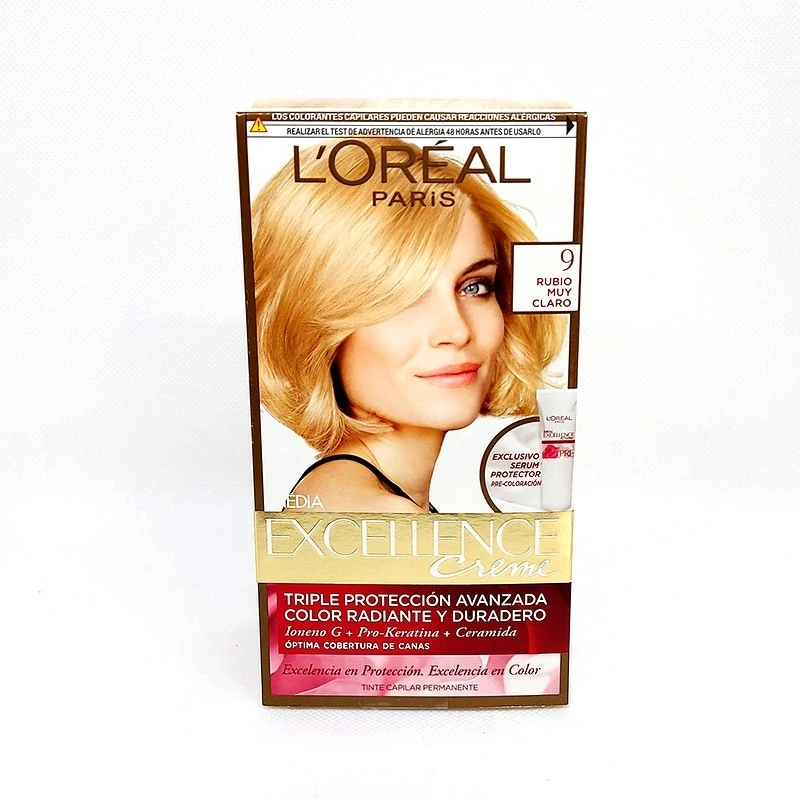 LOS COLORANTES CAPILARES PUEDEN CAUSAR REACCIONES ALÉRGICAS
REALIZAR EL TEST DE ADVERTENCIA DE ALERGIA 48 HORAS ANTES DE USARLO
L'ORÉAL
PARiS
9
RUBIO
MUY
CLARO
L'ORÉAL
EXCELLENCE
EXCLUSIVO
SERUM
PROTECTOR
PRE-COLORACIÓN
EDIA
EXCELLENCE
Creme
TRIPLE PROTECCIÓN AVANZADA
COLOR RADIANTE Y DURADERO
Ioneno G + Pro-Keratina + Ceramida
ÓPTIMA COBERTURA DE CANAS
Excelencia en Protección. Excelencia en Color
TINTE CAPILAR PERMANENTE